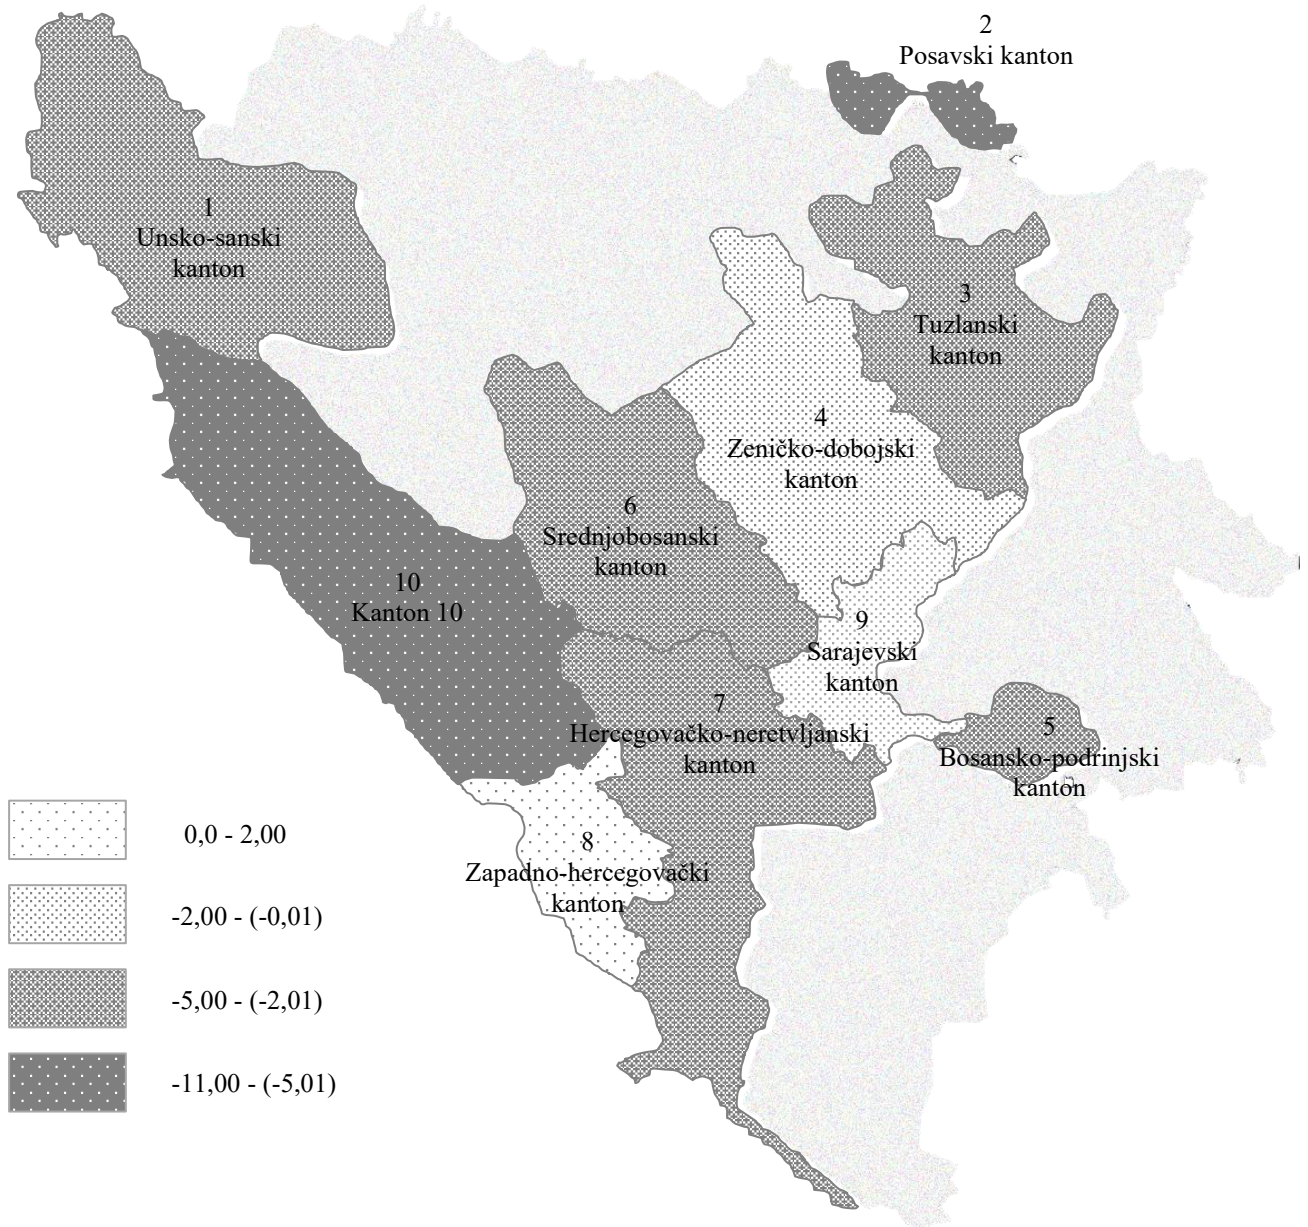 2
Posavski kanton
1
Unsko-sanski
kanton
3
Tuzlanski
kanton
4
Zeničko-dobojski
kanton
6
Srednjobosanski
kanton
10
Kanton 10
9
Sarajevski
kanton
7
Hercegovačko-neretvljanski
kanton
5
Bosansko-podrinjski
kanton
8
Zapadno-hercegovački
kanton
0,0 - 2,00
-2,00 - (-0,01)
-5,00 - (-2,01)
-11,00 - (-5,01)